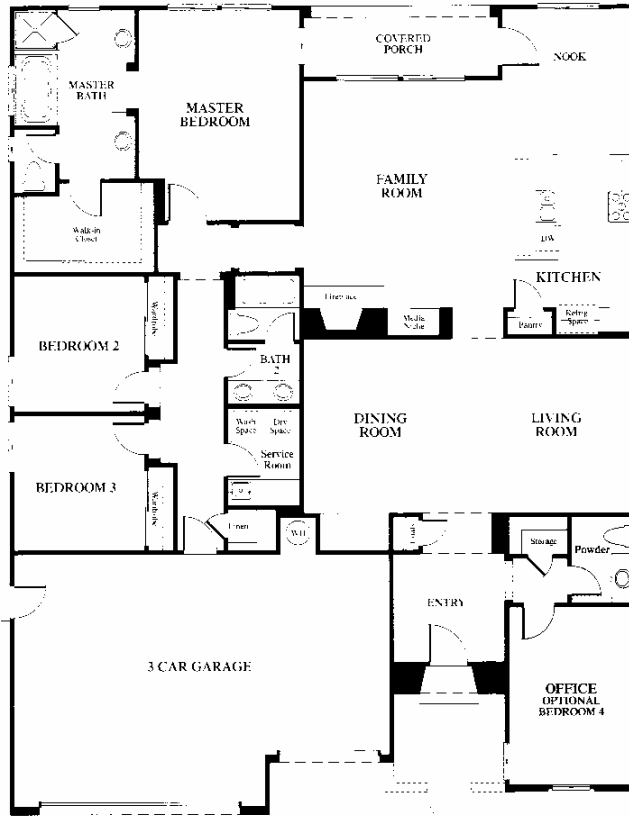 COVERED
PORCH
NOOK
MASTER
BATH
MASTER
BEDROOM
FAMILY
ROOM
Walk-in
Closet
DW
KITCHEN
Fireplace
Media
Niche
Pantry
Refrig
Space
Wardrobe
BEDROOM 2
BATH
2
DINING
ROOM
LIVING
ROOM
Wash
Space
Dry
Space
Service
Room
BEDROOM 3
Wardrobe
Linen
WH
Storage
Powder
ENTRY
3 CAR GARAGE
OFFICE
OPTIONAL
BEDROOM 4